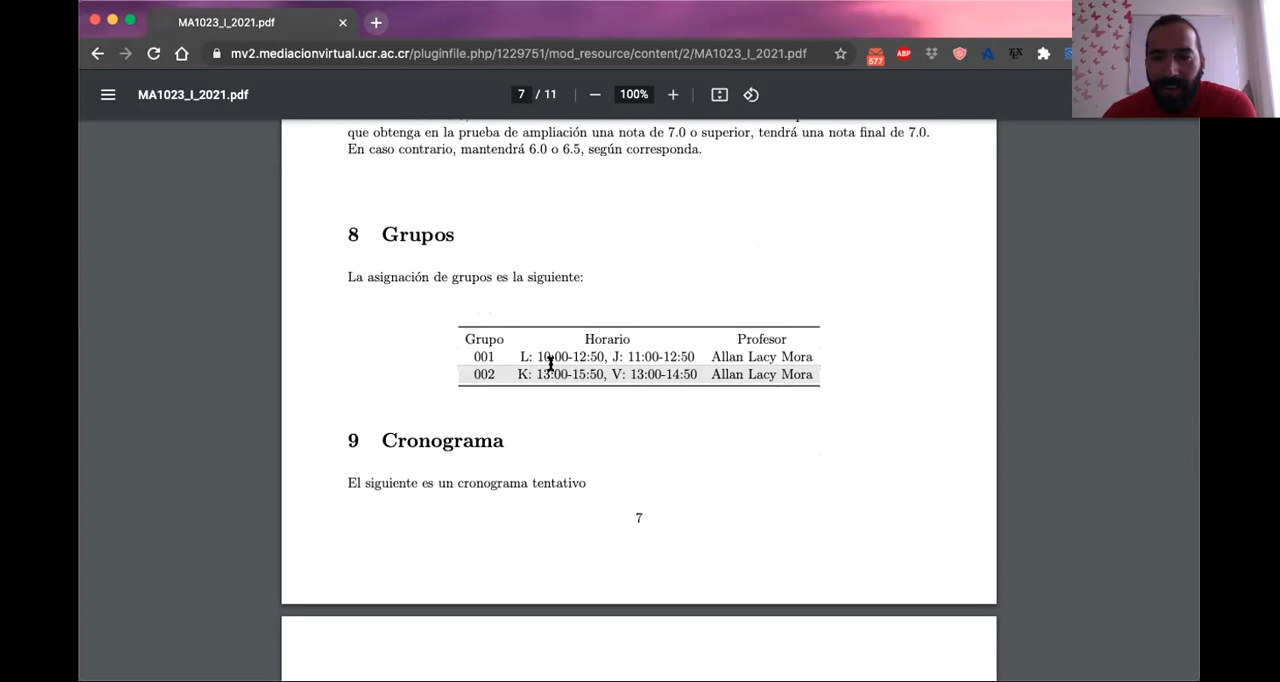 MA1023_I_2021.pdf
mv2.mediacionvirtual.ucr.ac.cr/pluginfile.php/1229751/mod_resource/content/2/MA1023_I_2021.pdf
577
ABP
MA1023_I_2021.pdf
7 / 11
100%
que obtenga en la prueba de ampliación una nota de 7.0 o superior, tendrá una nota final de 7.0.
En caso contrario, mantendrá 6.0 o 6.5, según corresponda.
8 Grupos
La asignación de grupos es la siguiente:
Grupo Horario Profesor
001 L: 10:00-12:50, J: 11:00-12:50 Allan Lacy Mora
002 K: 13:00-15:50, V: 13:00-14:50 Allan Lacy Mora
9 Cronograma
El siguiente es un cronograma tentativo
7